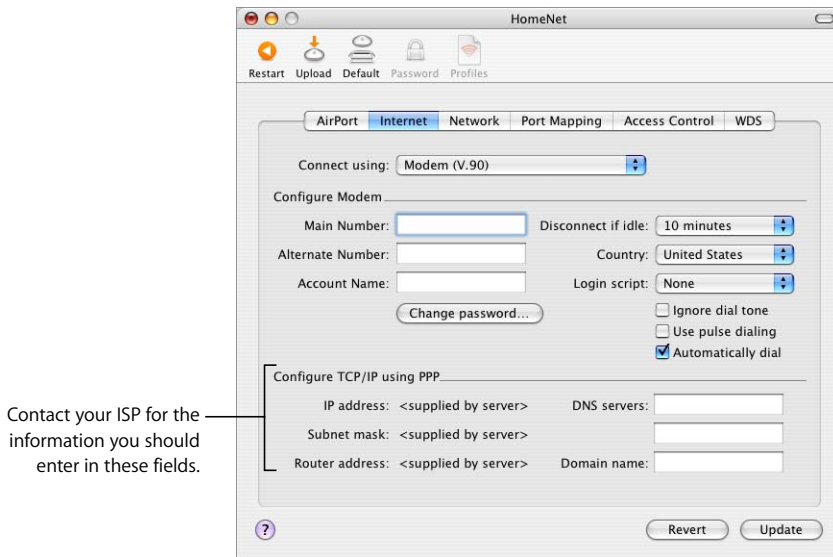 HomeNet
Restart Upload Default Password Profiles
AirPort Internet Network Port Mapping Access Control WDS
Connect using: Modem (V.90)
Configure Modem
Main Number: Disconnect if idle: 10 minutes
Alternate Number: Country: United States
Account Name: Login script: None
Change password... Ignore dial tone
Use pulse dialing
Automatically dial
Configure TCP/IP using PPP
IP address: <supplied by server> DNS servers:
Subnet mask: <supplied by server>
Router address: <supplied by server> Domain name:
Contact your ISP for the
information you should
enter in these fields.
? Revert Update